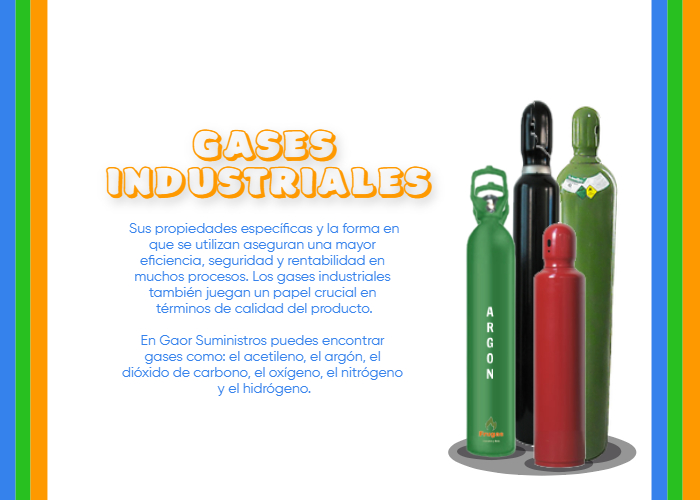 GASES
INDUSTRIALES
Sus propiedades específicas y la forma en
que se utilizan aseguran una mayor
eficiencia, seguridad y rentabilidad en
muchos procesos. Los gases industriales
también juegan un papel crucial en
términos de calidad del producto.
En Gaor Suministros puedes encontrar
gases como: el acetileno, el argón, el
dióxido de carbono, el oxígeno, el nitrógeno
y el hidrógeno.
ARGON